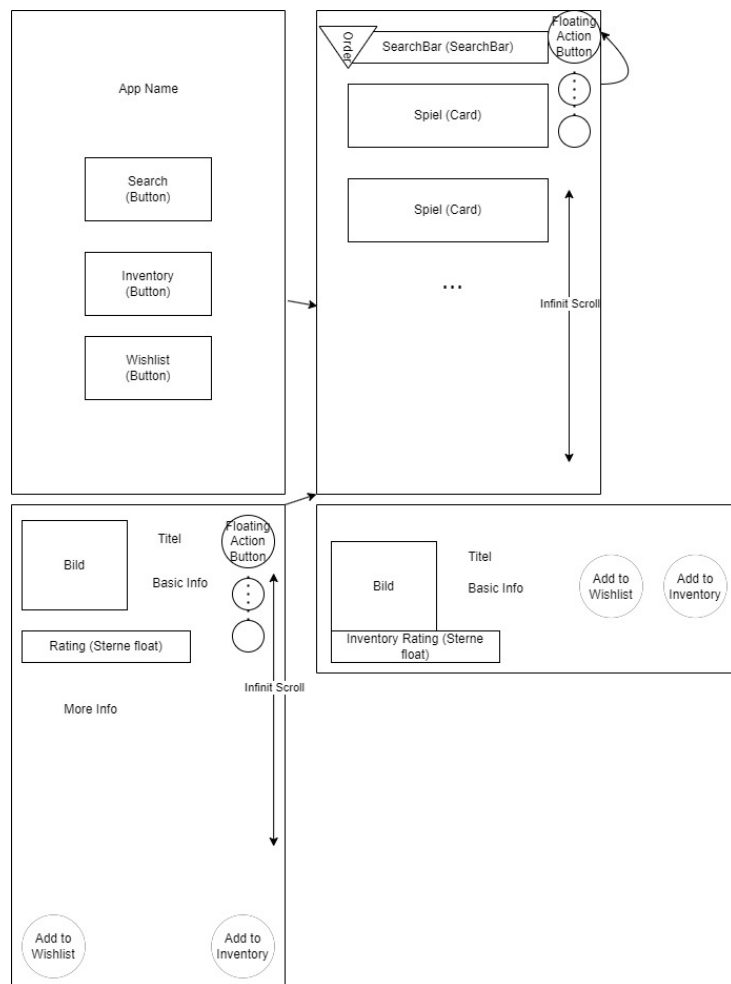 App Name
Search
(Button)
Inventory
(Button)
Wishlist
(Button)
Order
SearchBar (SearchBar)
Floating
Action
Button
Spiel (Card)
Spiel (Card)
...
Infinit Scroll
Bild
Titel
Basic Info
Floating
Action
Button
Rating (Sterne float)
Infinit Scroll
More Info
Add to
Wishlist
Add to
Inventory
Bild
Titel
Basic Info
Add to
Wishlist
Add to
Inventory
Inventory Rating (Sterne
float)